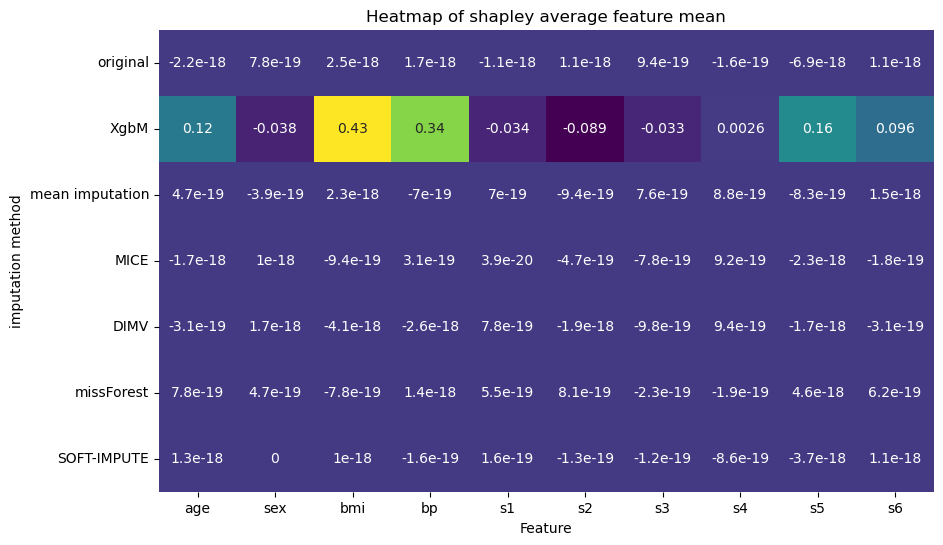 Heatmap of shapley average feature mean
imputation method
original -2.2e-18 7.8e-19 2.5e-18 1.7e-18 -1.1e-18 1.1e-18 9.4e-19 -1.6e-19 -6.9e-18 1.1e-18
XgbM 0.12 -0.038 0.43 0.34 -0.034 -0.089 -0.033 0.0026 0.16 0.096
mean imputation 4.7e-19 -3.9e-19 2.3e-18 -7e-19 7e-19 -9.4e-19 7.6e-19 8.8e-19 -8.3e-19 1.5e-18
MICE -1.7e-18 1e-18 -9.4e-19 3.1e-19 3.9e-20 -4.7e-19 -7.8e-19 9.2e-19 -2.3e-18 -1.8e-19
DIMV -3.1e-19 1.7e-18 -4.1e-18 -2.6e-18 7.8e-19 -1.9e-18 -9.8e-19 9.4e-19 -1.7e-18 -3.1e-19
missForest 7.8e-19 4.7e-19 -7.8e-19 1.4e-18 5.5e-19 8.1e-19 -2.3e-19 -1.9e-19 4.6e-18 6.2e-19
SOFT-IMPUTE 1.3e-18 0 1e-18 -1.6e-19 1.6e-19 -1.3e-19 -1.2e-19 -8.6e-19 -3.7e-18 1.1e-18
age sex bmi bp s1 s2 s3 s4 s5 s6
Feature